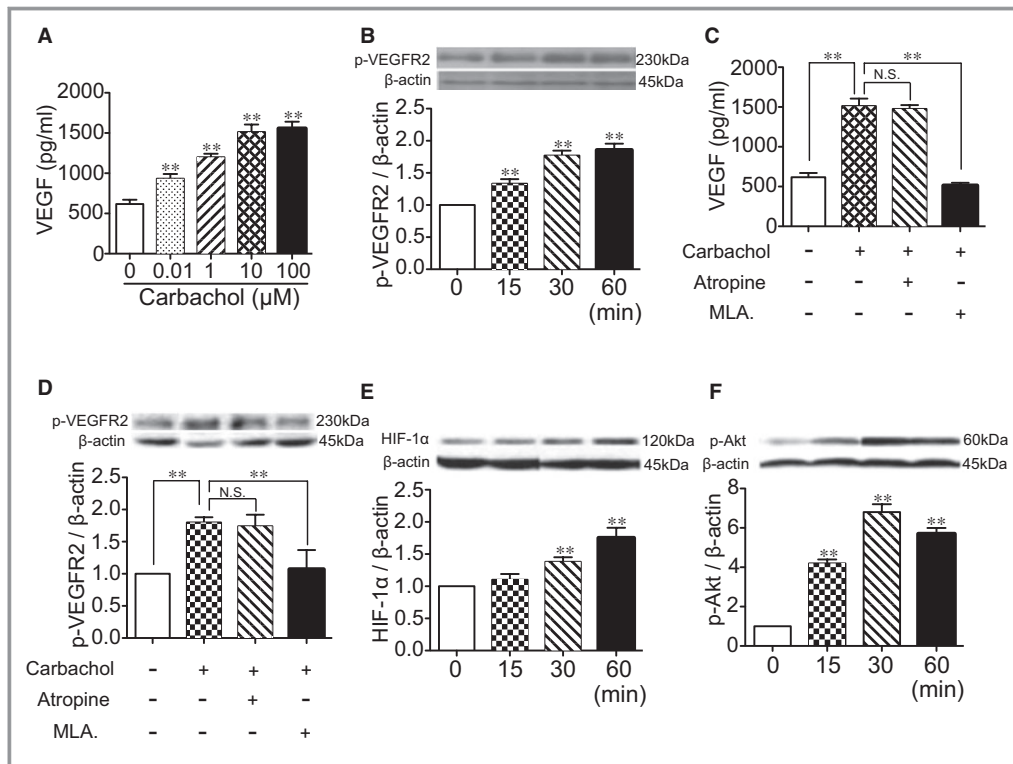 A
VEGF (pg/ml)
2000
1500
1000
500
0
** ** ** **
0 0.01 1 10 100
Carbachol (µM)
B
p-VEGFR2 230kDa
β-actin 45kDa
p-VEGFR2 / β-actin
2.5
2.0
1.5
1.0
0.5
0.0
** ** **
0 15 30 60
(min)
C
VEGF (pg/ml)
2000
1500
1000
500
0
** **
N.S.
Carbachol - + + +
Atropine - - + -
MLA. - - - +
D
p-VEGFR2 230kDa
β-actin 45kDa
p-VEGFR2 / β-actin
2.5
2.0
1.5
1.0
0.5
0.0
** **
N.S.
Carbachol - + + +
Atropine - - + -
MLA. - - - +
E
HIF-1α 120kDa
β-actin 45kDa
HIF-1α / β-actin
2.5
2.0
1.5
1.0
0.5
0.0
** **
0 15 30 60
(min)
F
p-Akt 60kDa
β-actin 45kDa
p-Akt / β-actin
8
6
4
2
0
** ** **
0 15 30 60
(min)